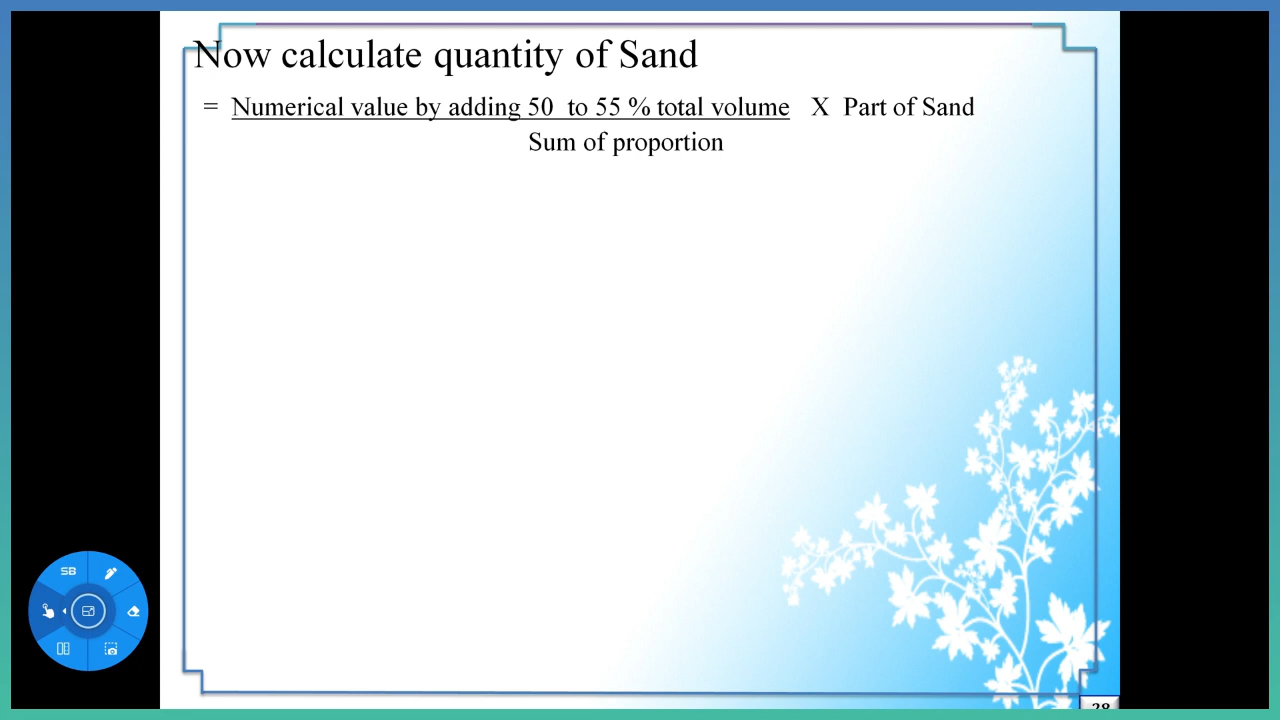 Now calculate quantity of Sand
= Numerical value by adding 50 to 55 % total volume X Part of Sand
Sum of proportion
SB
28